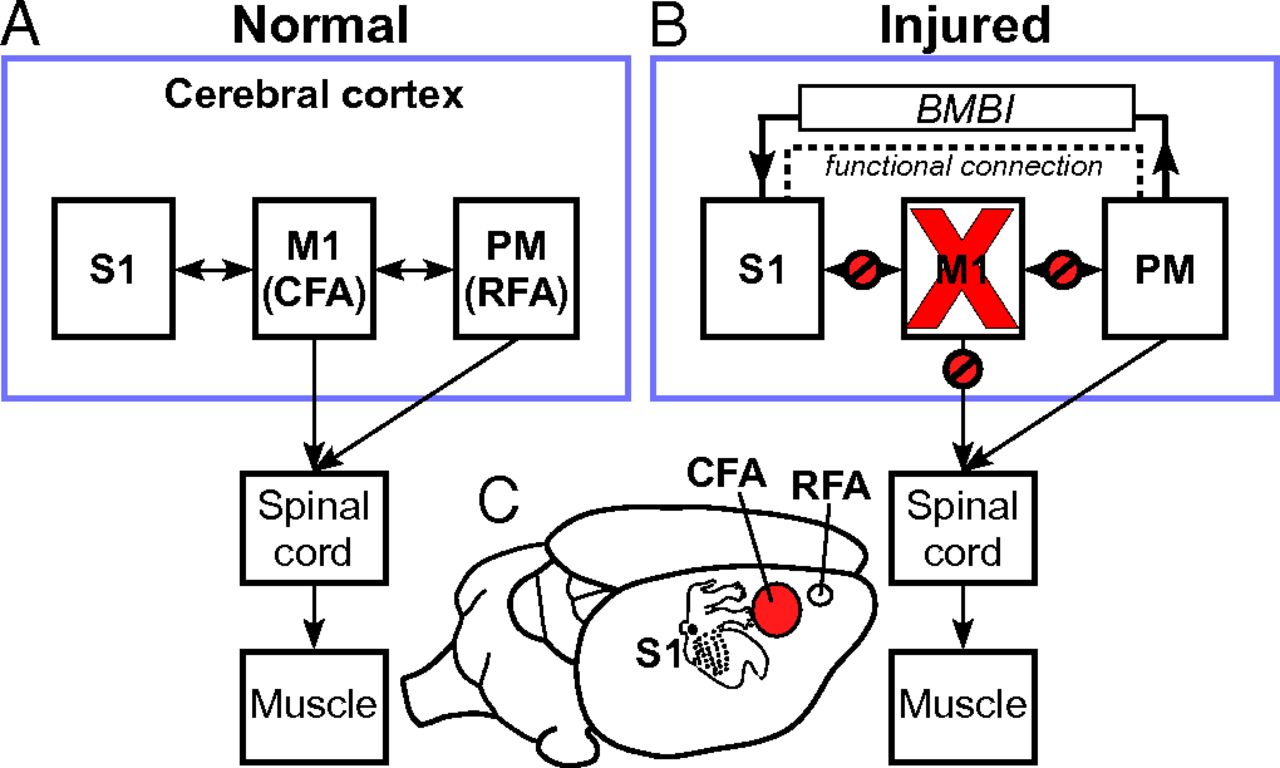 A
Normal
Cerebral cortex
S1
M1
(CFA)
PM
(RFA)
Spinal
cord
Muscle
B
Injured
BMBI
functional connection
S1
M1
PM
Spinal
cord
Muscle
C
CFA
RFA
S1